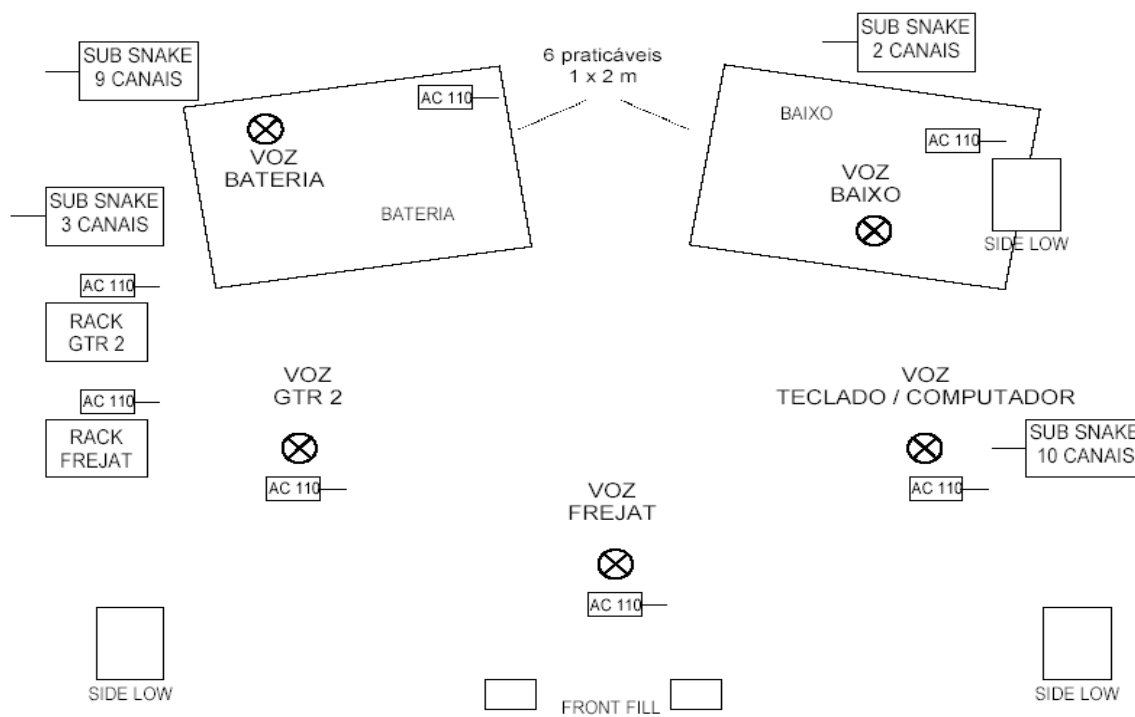 SUB SNAKE
9 CANAIS
6 praticáveis
1 x 2 m
SUB SNAKE
2 CANAIS
AC 110
VOZ
BATERIA
BATERIA
BAIXO
AC 110
VOZ
BAIXO
SIDE LOW
SUB SNAKE
3 CANAIS
AC 110
RACK
GTR 2
AC 110
RACK
FREJAT
VOZ
GTR 2
AC 110
VOZ
FREJAT
AC 110
VOZ
TECLADO / COMPUTADOR
SUB SNAKE
10 CANAIS
AC 110
SIDE LOW
FRONT FILL
SIDE LOW